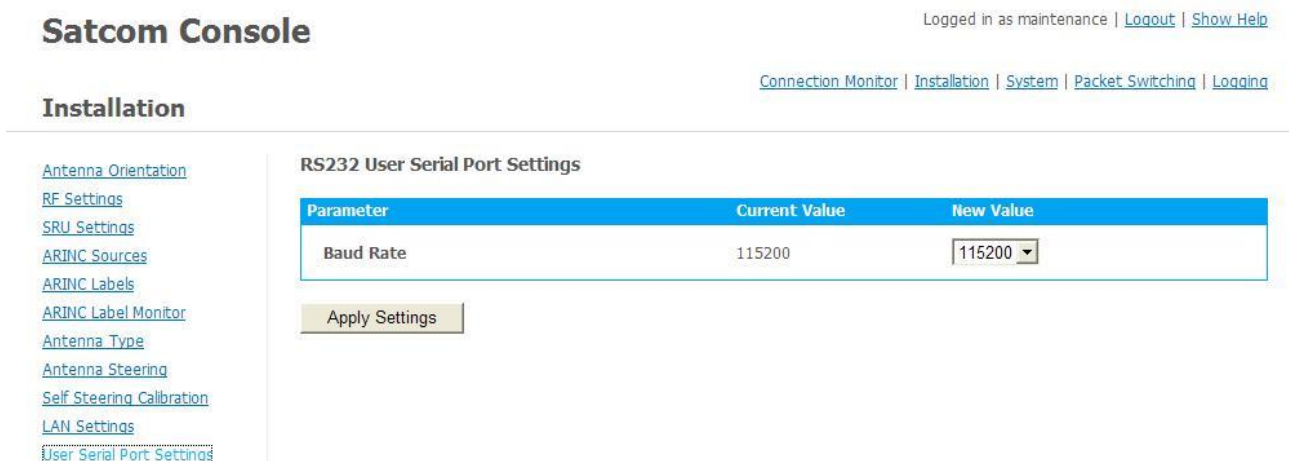 Satcom Console
Logged in as maintenance | Logout | Show Help
Connection Monitor | Installation | System | Packet Switching | Logging
Installation
Antenna Orientation
RF Settings
SRU Settings
ARINC Sources
ARINC Labels
ARINC Label Monitor
Antenna Type
Antenna Steering
Self Steering Calibration
LAN Settings
User Serial Port Settings
RS232 User Serial Port Settings
Parameter Current Value New Value
Baud Rate 115200 115200
Apply Settings